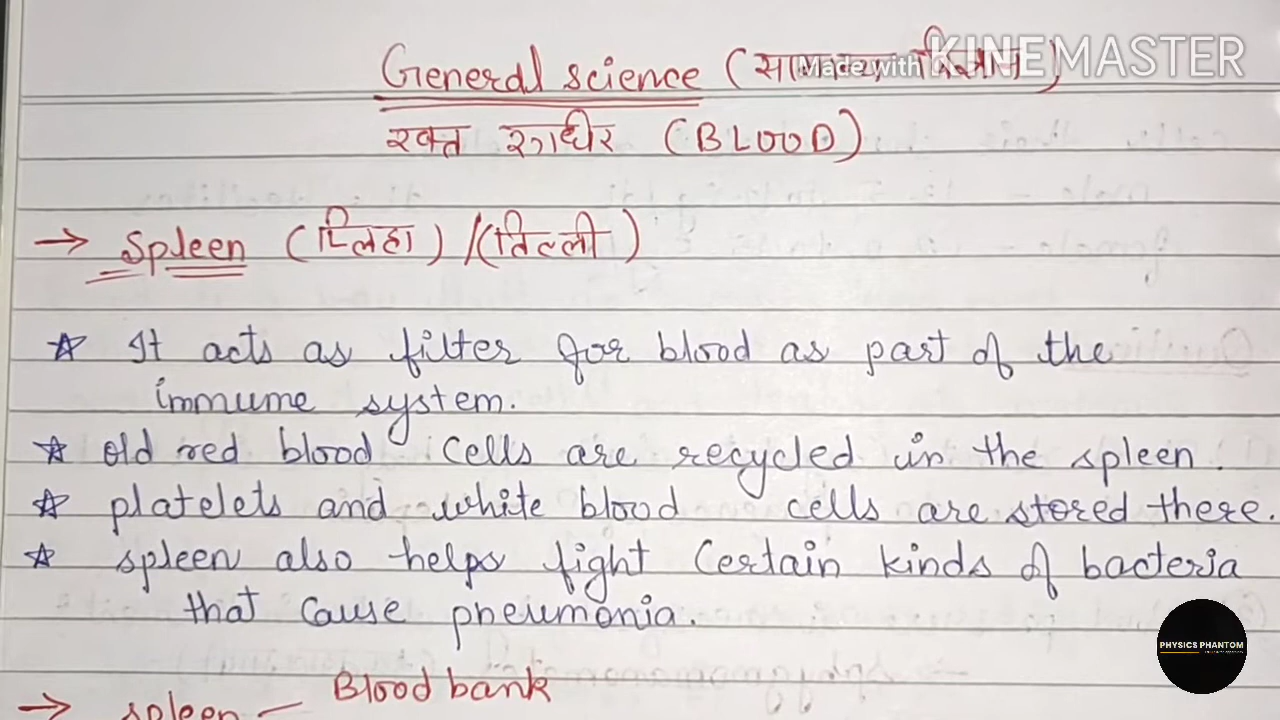 General science (सामान्य विज्ञान)
Made with KINEMASTER
रक्त (BLOOD)
→ Spleen (प्लिहा) / (तिल्ली)
☆ It acts as filter for blood as part of the
immume system.
☆ old red blood cells are recycled in the spleen.
☆ platelets and white blood cells are stored there.
☆ spleen also helps fight Certain kinds of bacteria
that cause pneumonia.
PHYSICS PHANTOM
→ spleen — Blood bank